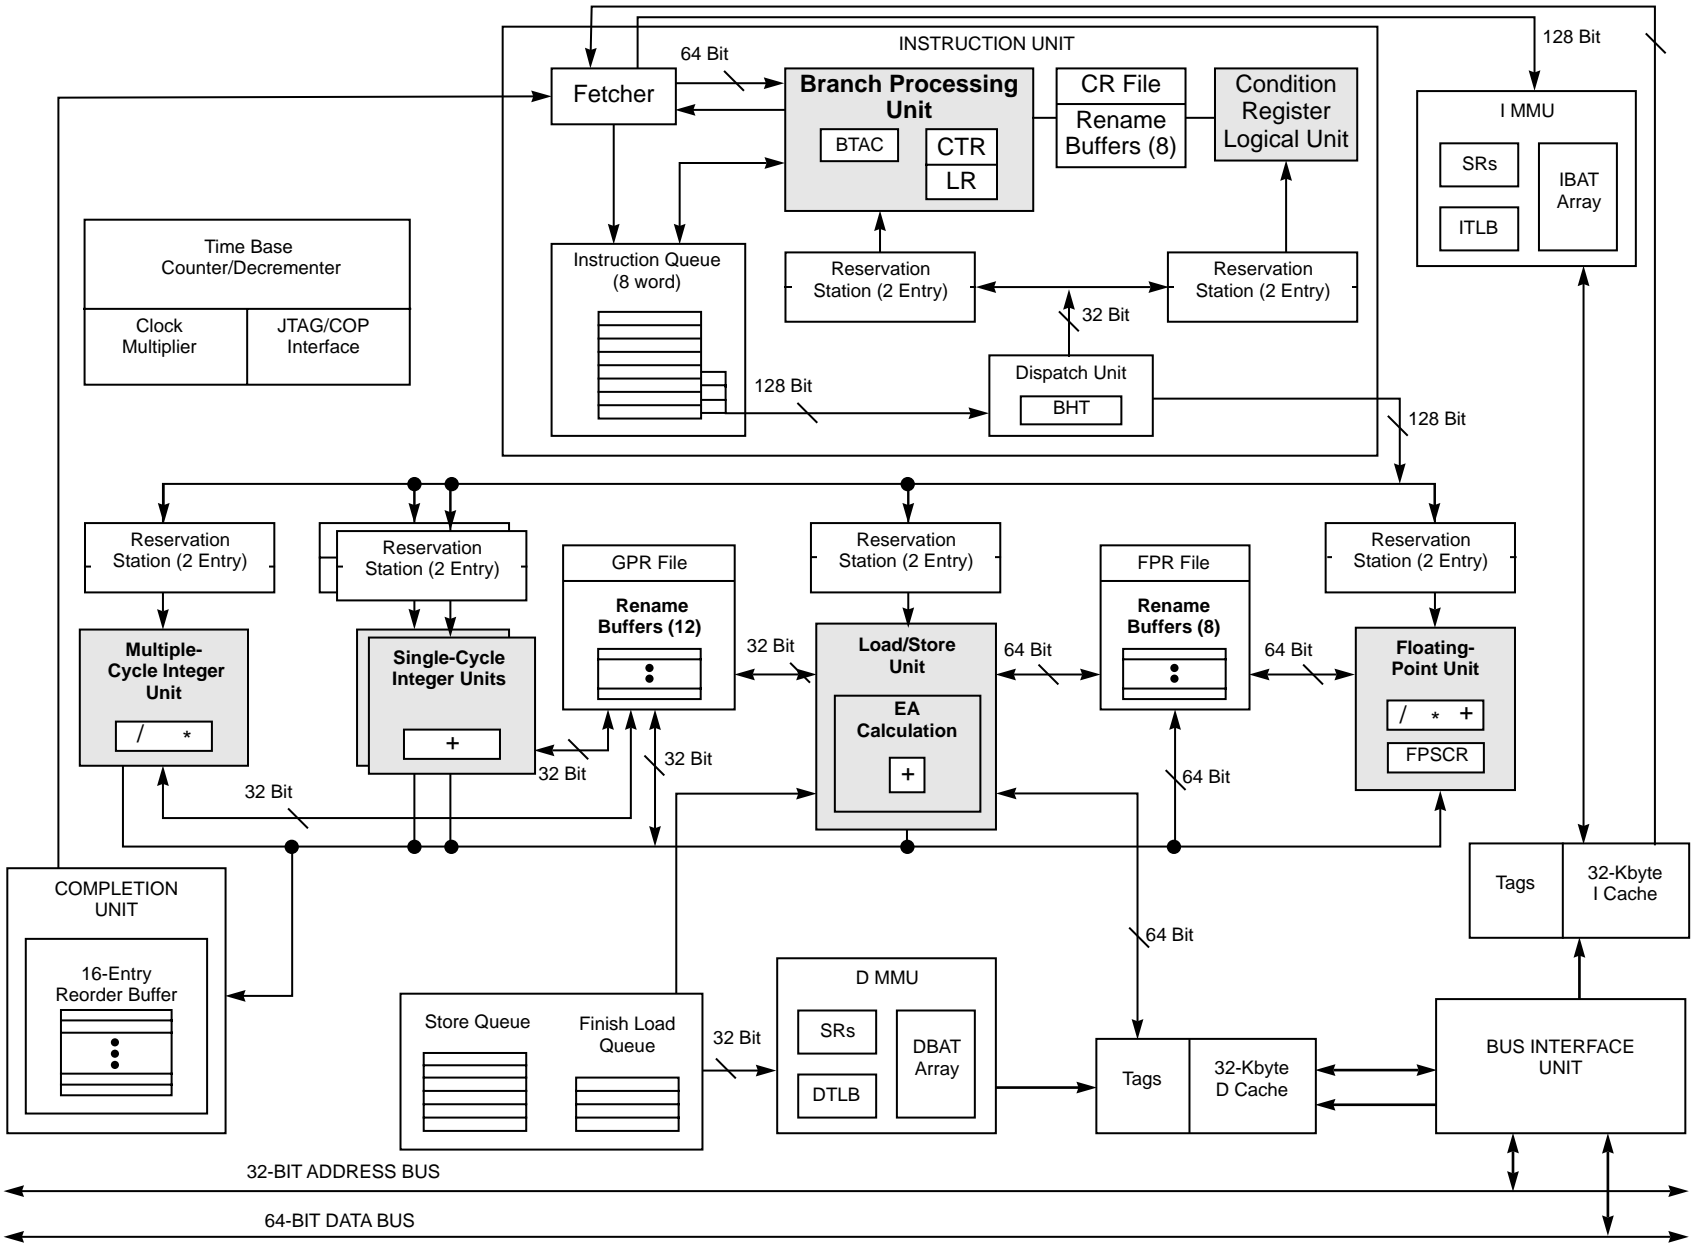 128 Bit
INSTRUCTION UNIT
64 Bit
Fetcher
Branch Processing
Unit
BTAC
CTR
LR
CR File
Rename
Buffers (8)
Condition
Register
Logical Unit
I MMU
SRs
ITLB
IBAT
Array
Time Base
Counter/Decrementer
Clock
Multiplier
JTAG/COP
Interface
Instruction Queue
(8 word)
Reservation
Station (2 Entry)
Reservation
Station (2 Entry)
32 Bit
128 Bit
Dispatch Unit
BHT
128 Bit
Reservation
Station (2 Entry)
Reservation
Station (2 Entry)
GPR File
Rename
Buffers (12)
Reservation
Station (2 Entry)
FPR File
Rename
Buffers (8)
Reservation
Station (2 Entry)
Multiple-
Cycle Integer
Unit
/ *
Single-Cycle
Integer Units
+
32 Bit
Load/Store
Unit
EA
Calculation
+
64 Bit
64 Bit
Floating-
Point Unit
/ * +
FPSCR
32 Bit
32 Bit
32 Bit
64 Bit
COMPLETION
UNIT
16-Entry
Reorder Buffer
Tags
32-Kbyte
I Cache
64 Bit
Store Queue
Finish Load
Queue
32 Bit
D MMU
SRs
DTLB
DBAT
Array
Tags
32-Kbyte
D Cache
BUS INTERFACE
UNIT
32-BIT ADDRESS BUS
64-BIT DATA BUS